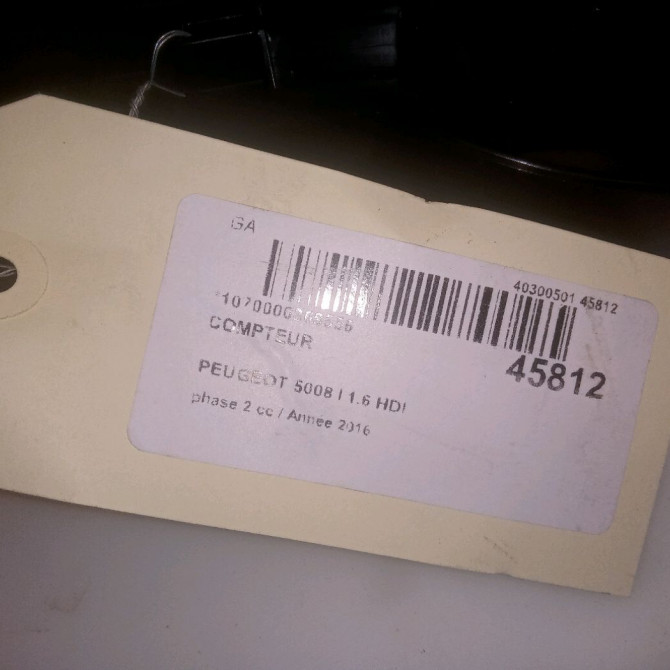 GA
40300501 45812
COMPTEUR
45812
PEUGEOT 5008 I 1.6 HDI
phase 2 cc / Annee 2016